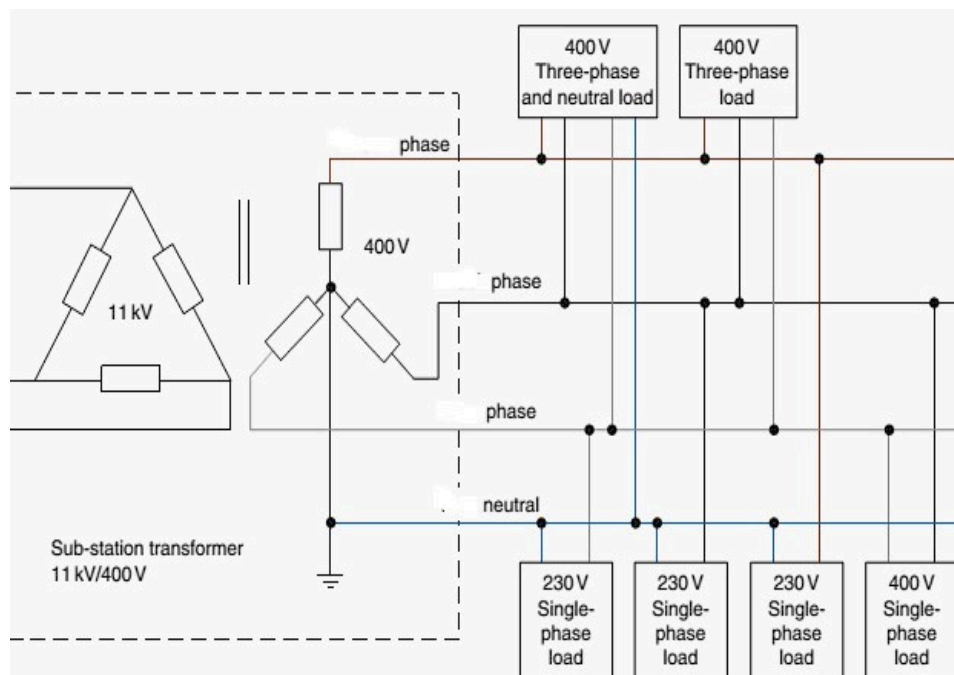 400 V
Three-phase
and neutral load
400 V
Three-phase
load
phase
400 V
phase
11 kV
phase
neutral
Sub-station transformer
11 kV/400 V
230 V
Single-
phase
load
230 V
Single-
phase
load
230 V
Single-
phase
load
400 V
Single-
phase
load